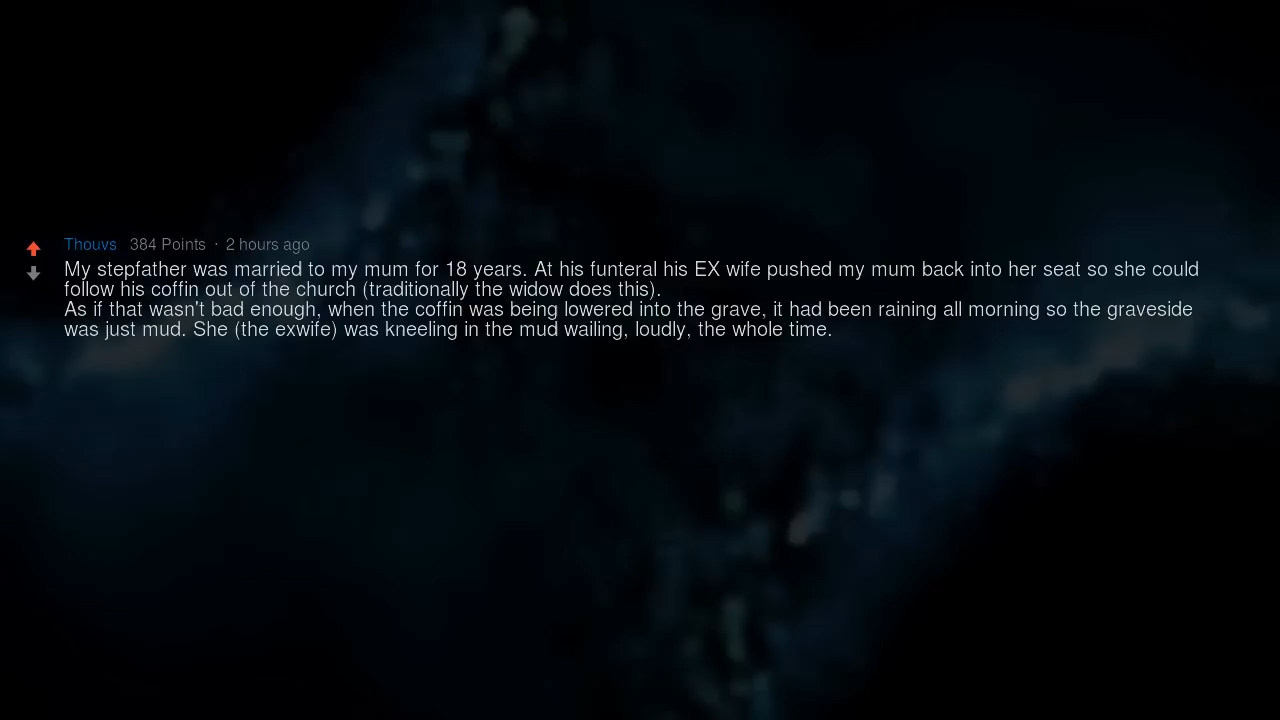 Thouvs 384 Points · 2 hours ago
My stepfather was married to my mum for 18 years. At his funteral his EX wife pushed my mum back into her seat so she could
follow his coffin out of the church (traditionally the widow does this).
As if that wasn't bad enough, when the coffin was being lowered into the grave, it had been raining all morning so the graveside
was just mud. She (the exwife) was kneeling in the mud wailing, loudly, the whole time.